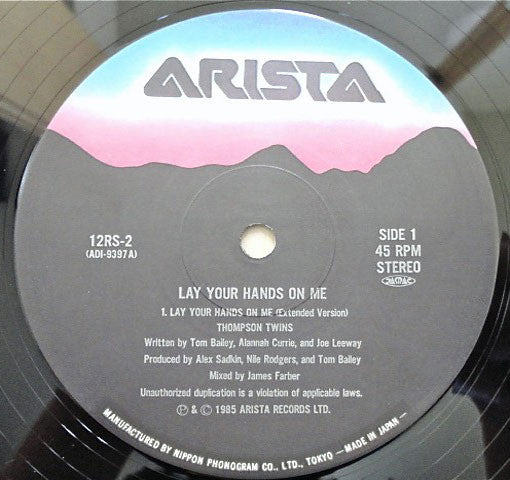 ARISTA
12RS-2
(ADI-9397A)
SIDE 1
45 RPM
STEREO
JASRAC
LAY YOUR HANDS ON ME
1. LAY YOUR HANDS ON ME (Extended Version)
THOMPSON TWINS
Written by Tom Bailey, Alannah Currie, and Joe Leeway
Produced by Alex Sadkin, Nile Rodgers, and Tom Bailey
Mixed by James Farber
Unauthorized duplication is a violation of applicable laws.
℗ & © 1985 ARISTA RECORDS LTD.
MANUFACTURED BY NIPPON PHONOGRAM CO., LTD., TOKYO —MADE IN JAPAN—